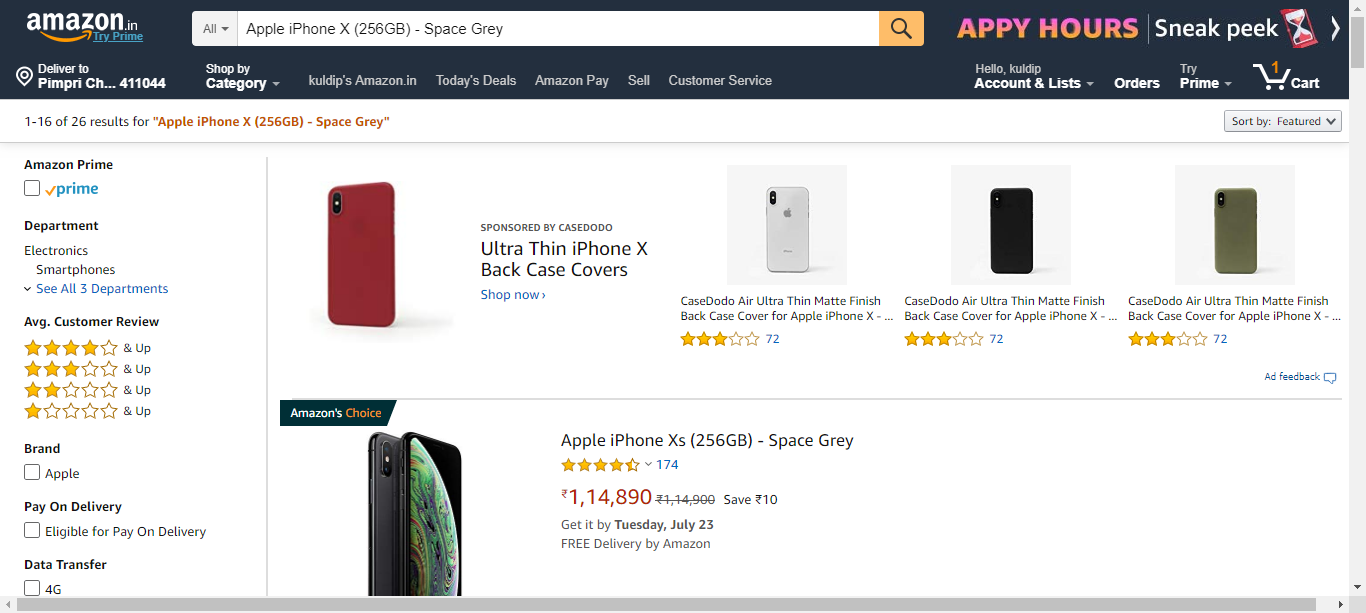 amazon.in
Try Prime
All
Apple iPhone X (256GB) - Space Grey
APPY HOURS
Sneak peek
Deliver to
Pimpri Ch... 411044
Shop by
Category
kuldip's Amazon.in
Today's Deals
Amazon Pay
Sell
Customer Service
Hello, kuldip
Account & Lists
Orders
Try
Prime
1
Cart
1-16 of 26 results for "Apple iPhone X (256GB) - Space Grey"
Sort by: Featured
Amazon Prime
prime
Department
Electronics
Smartphones
See All 3 Departments
Avg. Customer Review
& Up
& Up
& Up
& Up
Brand
Apple
Pay On Delivery
Eligible for Pay On Delivery
Data Transfer
4G
SPONSORED BY CASEDODO
Ultra Thin iPhone X
Back Case Covers
Shop now ›
CaseDodo Air Ultra Thin Matte Finish
Back Case Cover for Apple iPhone X - ...
72
CaseDodo Air Ultra Thin Matte Finish
Back Case Cover for Apple iPhone X - ...
72
CaseDodo Air Ultra Thin Matte Finish
Back Case Cover for Apple iPhone X - ...
72
Ad feedback
Amazon's Choice
Apple iPhone Xs (256GB) - Space Grey
174
₹1,14,890 ₹1,14,900 Save ₹10
Get it by Tuesday, July 23
FREE Delivery by Amazon